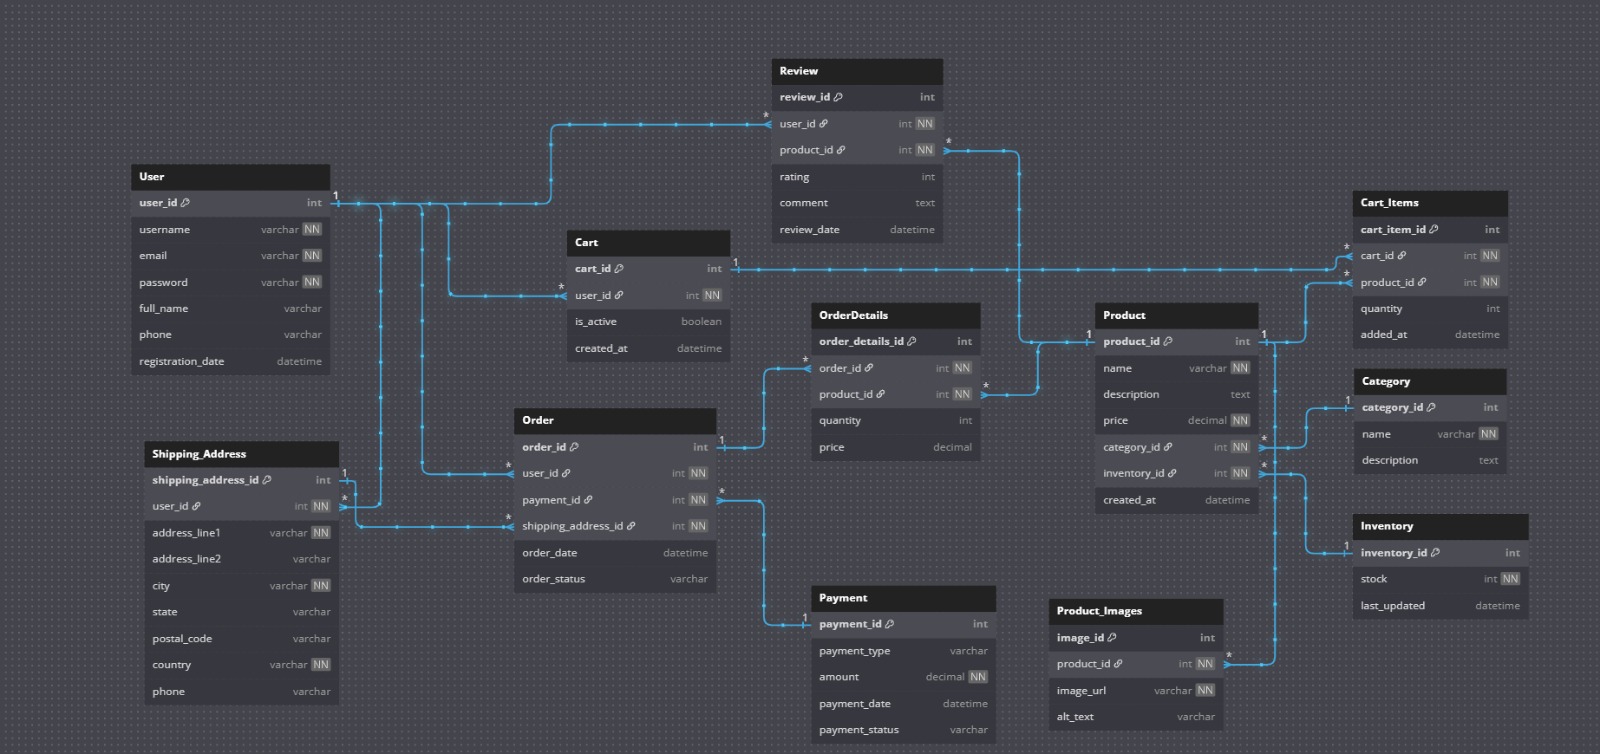 Review
review_id int
user_id int NN
product_id int NN
rating int
comment text
review_date datetime
User
user_id int
username varchar NN
email varchar NN
password varchar NN
full_name varchar
phone varchar
registration_date datetime
Cart
cart_id int
user_id int NN
is_active boolean
created_at datetime
Cart_Items
cart_item_id int
cart_id int NN
product_id int NN
quantity int
added_at datetime
OrderDetails
order_details_id int
order_id int NN
product_id int NN
quantity int
price decimal
Product
product_id int
name varchar NN
description text
price decimal NN
category_id int NN
inventory_id int NN
created_at datetime
Category
category_id int
name varchar NN
description text
Order
order_id int
user_id int NN
payment_id int NN
shipping_address_id int NN
order_date datetime
order_status varchar
Shipping_Address
shipping_address_id int
user_id int NN
address_line1 varchar NN
address_line2 varchar
city varchar NN
state varchar
postal_code varchar
country varchar NN
phone varchar
Inventory
inventory_id int
stock int NN
last_updated datetime
Payment
payment_id int
payment_type varchar
amount decimal NN
payment_date datetime
payment_status varchar
Product_Images
image_id int
product_id int NN
image_url varchar NN
alt_text varchar
1
*
*
1
*
*
*
1
*
1
1
*
1
*
1
*
*
1
*
*
*
1
1
*